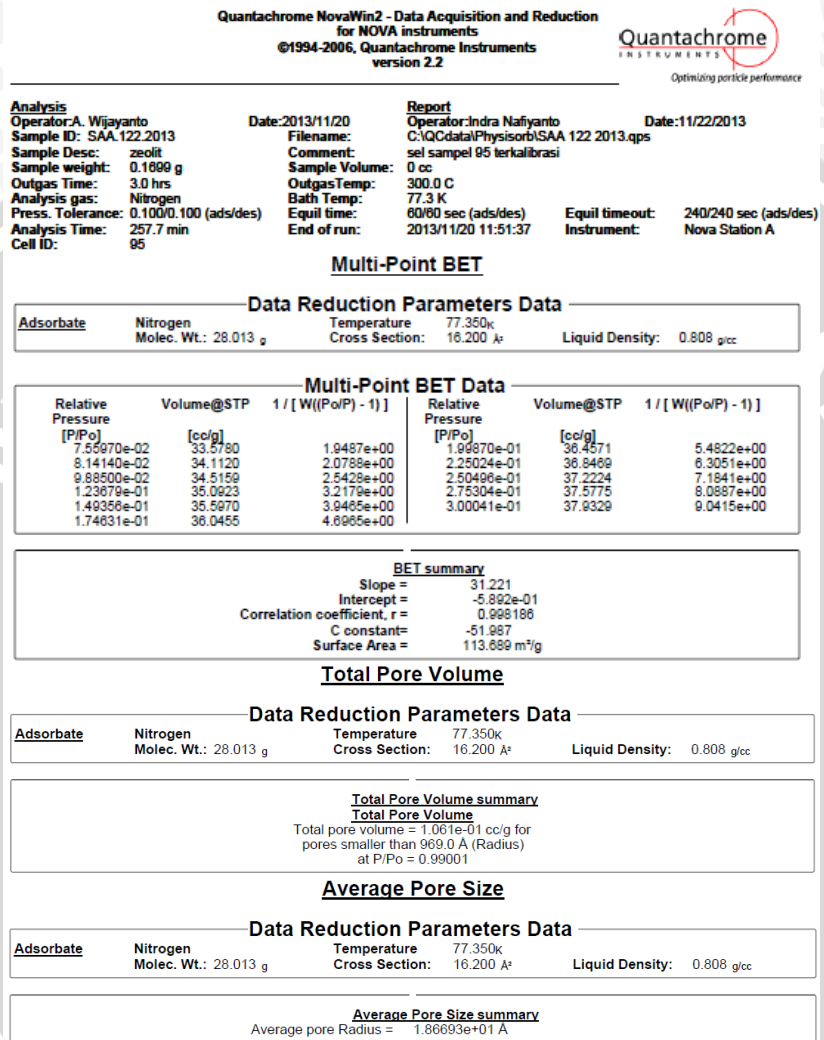 Quantachrome NovaWin2 - Data Acquisition and Reduction
for NOVA instruments
©1994-2006, Quantachrome Instruments
version 2.2
Quantachrome
INSTRUMENTS
Optimizing particle performance
Analysis Report
Operator:A. Wijayanto Date:2013/11/20 Operator:Indra Nafiyanto Date:11/22/2013
Sample ID: SAA.122.2013 Filename: C:\QCdata\Physisorb\SAA 122 2013.qps
Sample Desc: zeolit Comment: sel sampel 95 terkalibrasi
Sample weight: 0.1699 g Sample Volume: 0 cc
Outgas Time: 3.0 hrs OutgasTemp: 300.0 C
Analysis gas: Nitrogen Bath Temp: 77.3 K
Press. Tolerance: 0.100/0.100 (ads/des) Equil time: 60/60 sec (ads/des) Equil timeout: 240/240 sec (ads/des)
Analysis Time: 257.7 min End of run: 2013/11/20 11:51:37 Instrument: Nova Station A
Cell ID: 95
Multi-Point BET
Data Reduction Parameters Data
Adsorbate Nitrogen Temperature 77.350K
Molec. Wt.: 28.013 g Cross Section: 16.200 Å² Liquid Density: 0.808 g/cc
Multi-Point BET Data
Relative Volume@STP 1 / [ W((Po/P) - 1) ] Relative Volume@STP 1 / [ W((Po/P) - 1) ]
Pressure Pressure
[P/Po] [cc/g] [P/Po] [cc/g]
7.55970e-02 33.5780 1.9487e+00 1.99870e-01 36.4571 5.4822e+00
8.14140e-02 34.1120 2.0788e+00 2.25024e-01 36.8469 6.3051e+00
9.88500e-02 34.5159 2.5428e+00 2.50496e-01 37.2224 7.1841e+00
1.23679e-01 35.0923 3.2179e+00 2.75304e-01 37.5775 8.0887e+00
1.49356e-01 35.5970 3.9465e+00 3.00041e-01 37.9329 9.0415e+00
1.74631e-01 36.0455 4.6965e+00
BET summary
Slope = 31.221
Intercept = -5.892e-01
Correlation coefficient, r = 0.998186
C constant= -51.987
Surface Area = 113.689 m²/g
Total Pore Volume
Data Reduction Parameters Data
Adsorbate Nitrogen Temperature 77.350K
Molec. Wt.: 28.013 g Cross Section: 16.200 Å² Liquid Density: 0.808 g/cc
Total Pore Volume summary
Total Pore Volume
Total pore volume = 1.061e-01 cc/g for
pores smaller than 969.0 Å (Radius)
at P/Po = 0.99001
Average Pore Size
Data Reduction Parameters Data
Adsorbate Nitrogen Temperature 77.350K
Molec. Wt.: 28.013 g Cross Section: 16.200 Å² Liquid Density: 0.808 g/cc
Average Pore Size summary
Average pore Radius = 1.86693e+01 Å